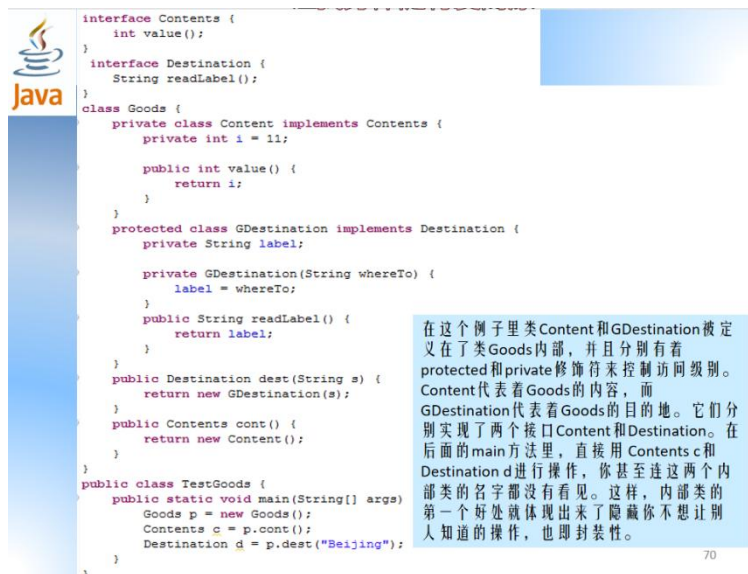 interface Contents {
int value();
}
interface Destination {
String readLabel();
}
class Goods {
private class Content implements Contents {
private int i = 11;
public int value() {
return i;
}
}
protected class GDestination implements Destination {
private String label;
private GDestination(String whereTo) {
label = whereTo;
}
public String readLabel() {
return label;
}
}
public Destination dest(String s) {
return new GDestination(s);
}
public Contents cont() {
return new Content();
}
}
public class TestGoods {
public static void main(String[] args)
Goods p = new Goods();
Contents c = p.cont();
Destination d = p.dest("Beijing");
}
}
Java
在这个例子里类Content和GDestination被定
义在了类Goods内部，并且分别有着
protected和private修饰符来控制访问级别。
Content代表着Goods的内容，而
GDestination代表着Goods的目的地。它们分
别实现了两个接口Content和Destination。在
后面的main方法里，直接用 Contents c和
Destination d进行操作，你甚至连这两个内
部类的名字都没有看见。这样，内部类的
第一个好处就体现出来了隐藏你不想让别
人知道的操作，也即封装性。
70